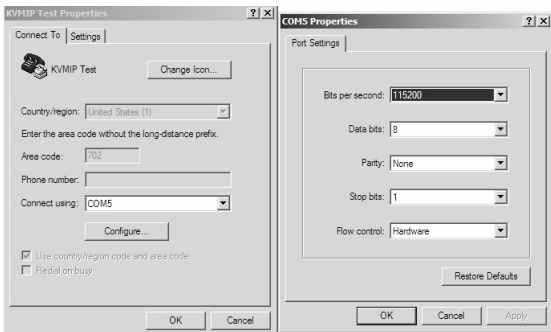 KVMIP Test Properties
Connect To
Settings
KVMIP Test
Change Icon...
Country/region:
United States (1)
Enter the area code without the long-distance prefix.
Area code:
702
Phone number:
Connect using:
COM5
Configure...
Use country/region code and area code
Redial on busy
OK
Cancel
COM5 Properties
Port Settings
Bits per second:
115200
Data bits:
8
Parity:
None
Stop bits:
1
Flow control:
Hardware
Restore Defaults
OK
Cancel
Apply